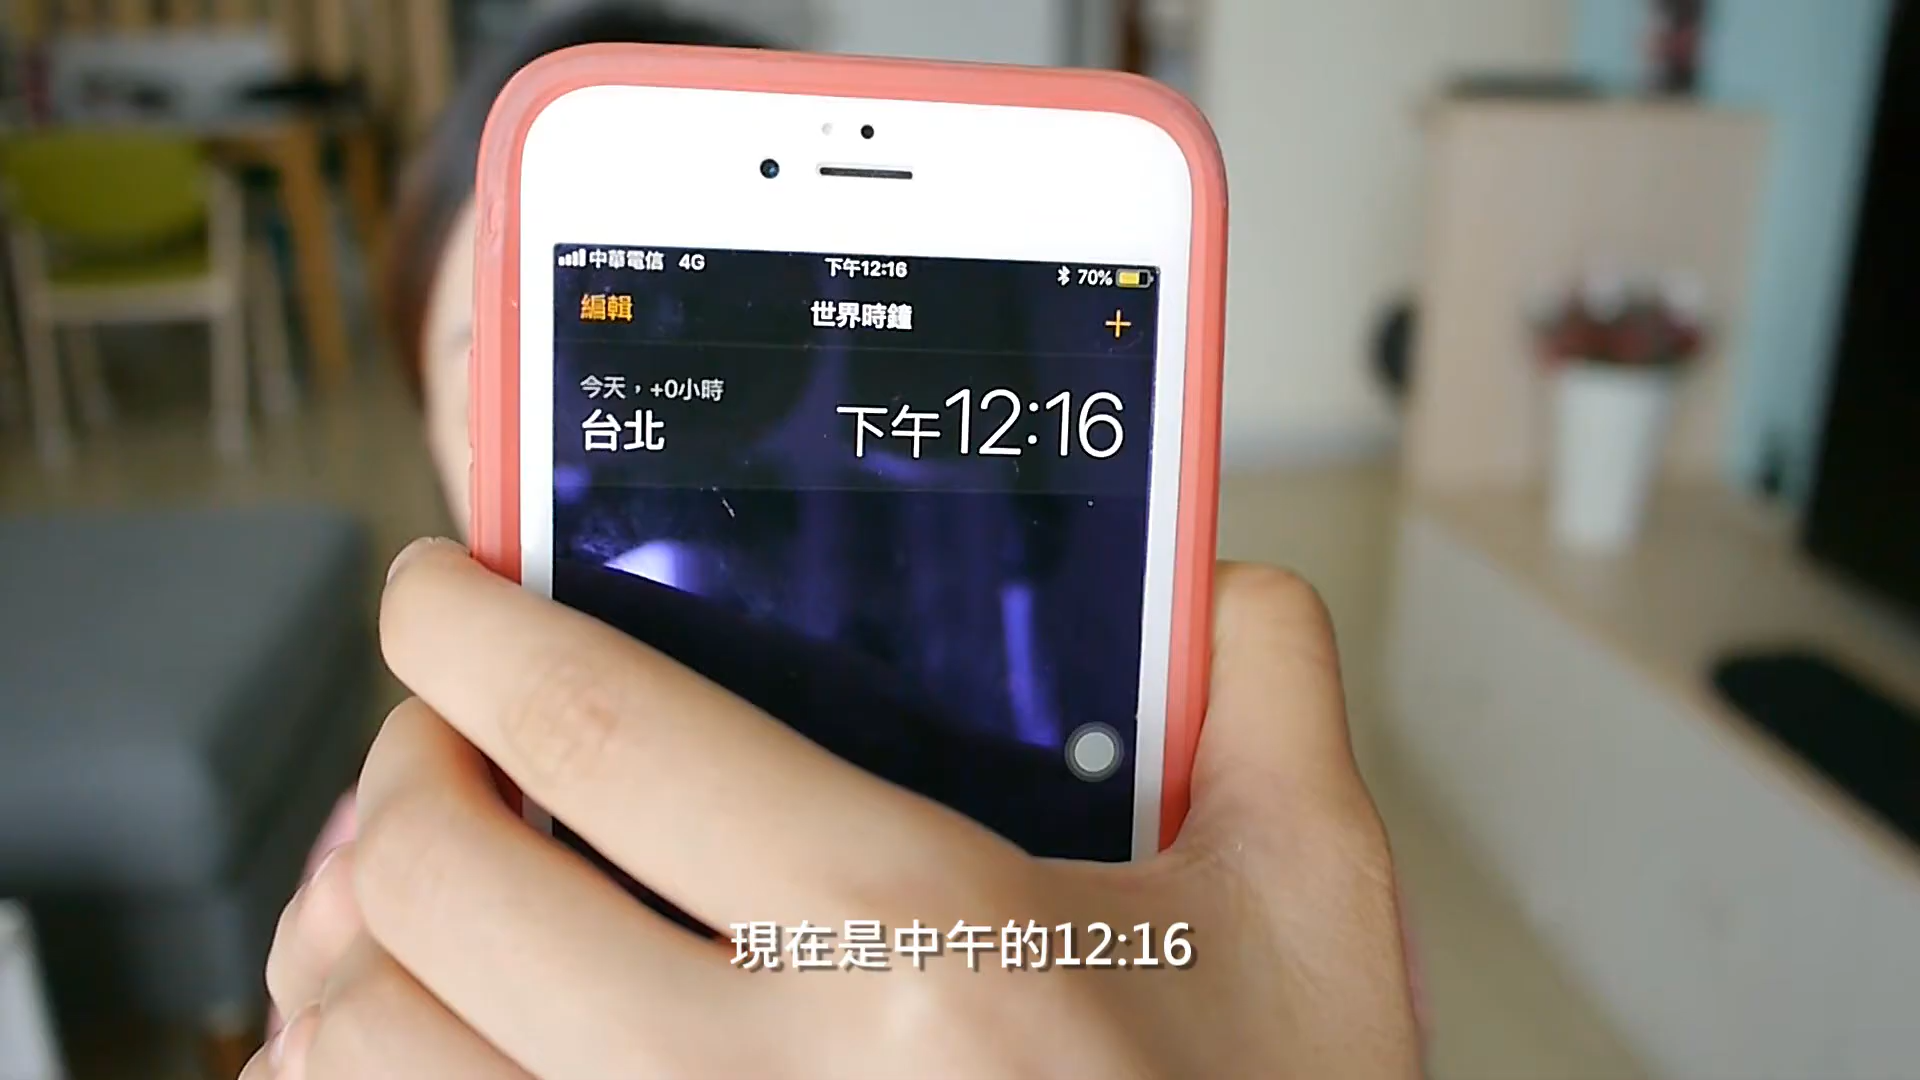 中華電信 4G 下午12:16 70%
編輯 世界時鐘 +
今天，+0小時
台北 下午12:16
現在是中午的12:16